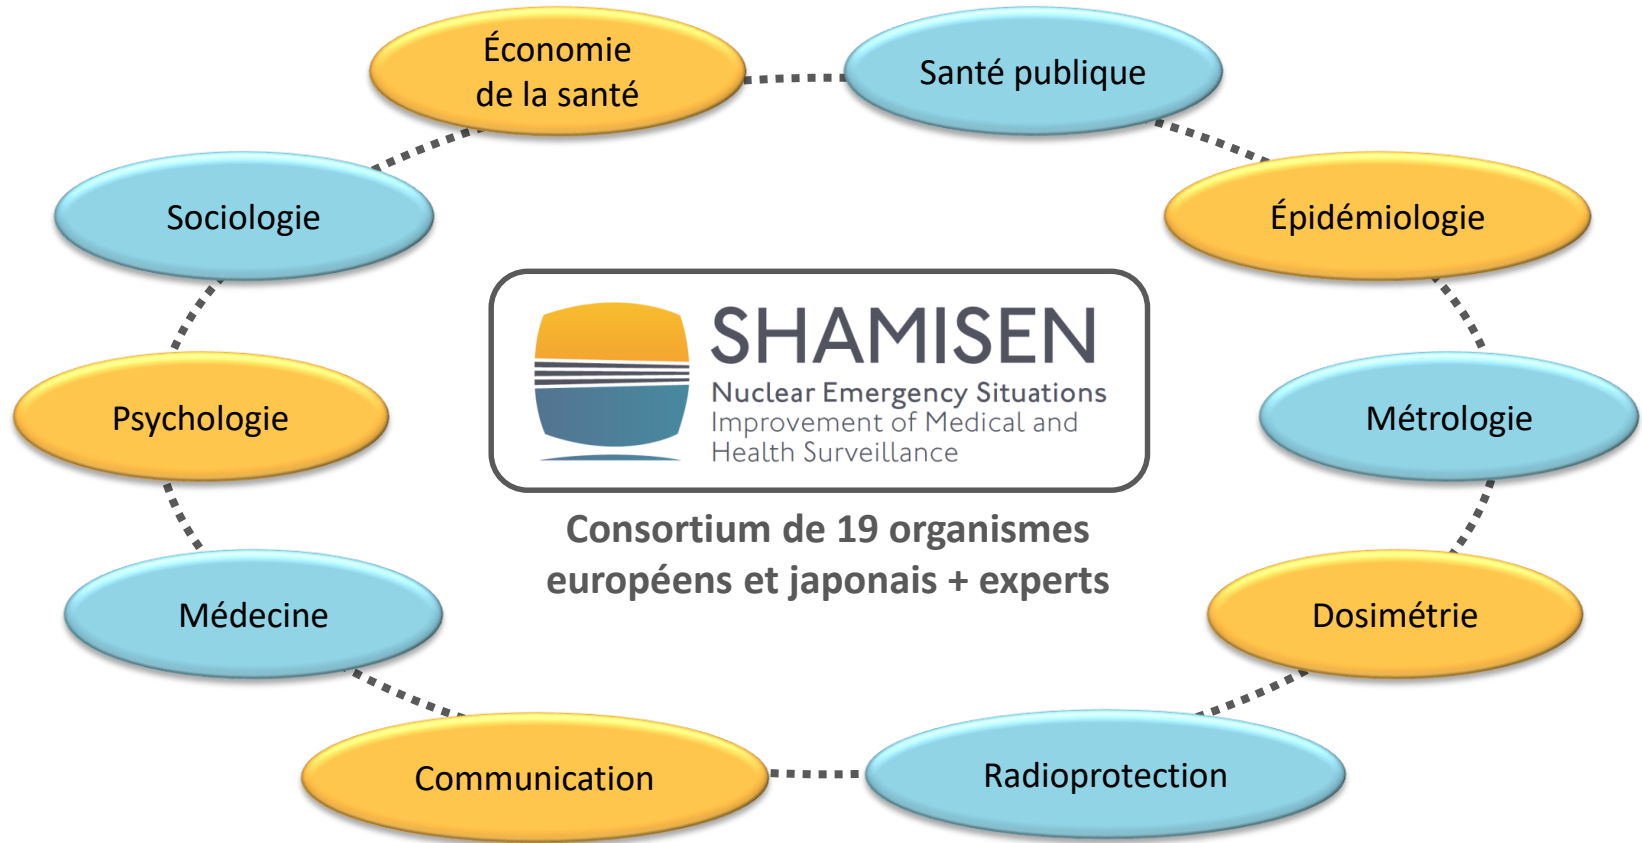 Économie
de la santé
Santé publique
Sociologie
Épidémiologie
SHAMISEN
Nuclear Emergency Situations
Improvement of Medical and
Health Surveillance
Psychologie
Métrologie
Consortium de 19 organismes
européens et japonais + experts
Médecine
Dosimétrie
Communication
Radioprotection